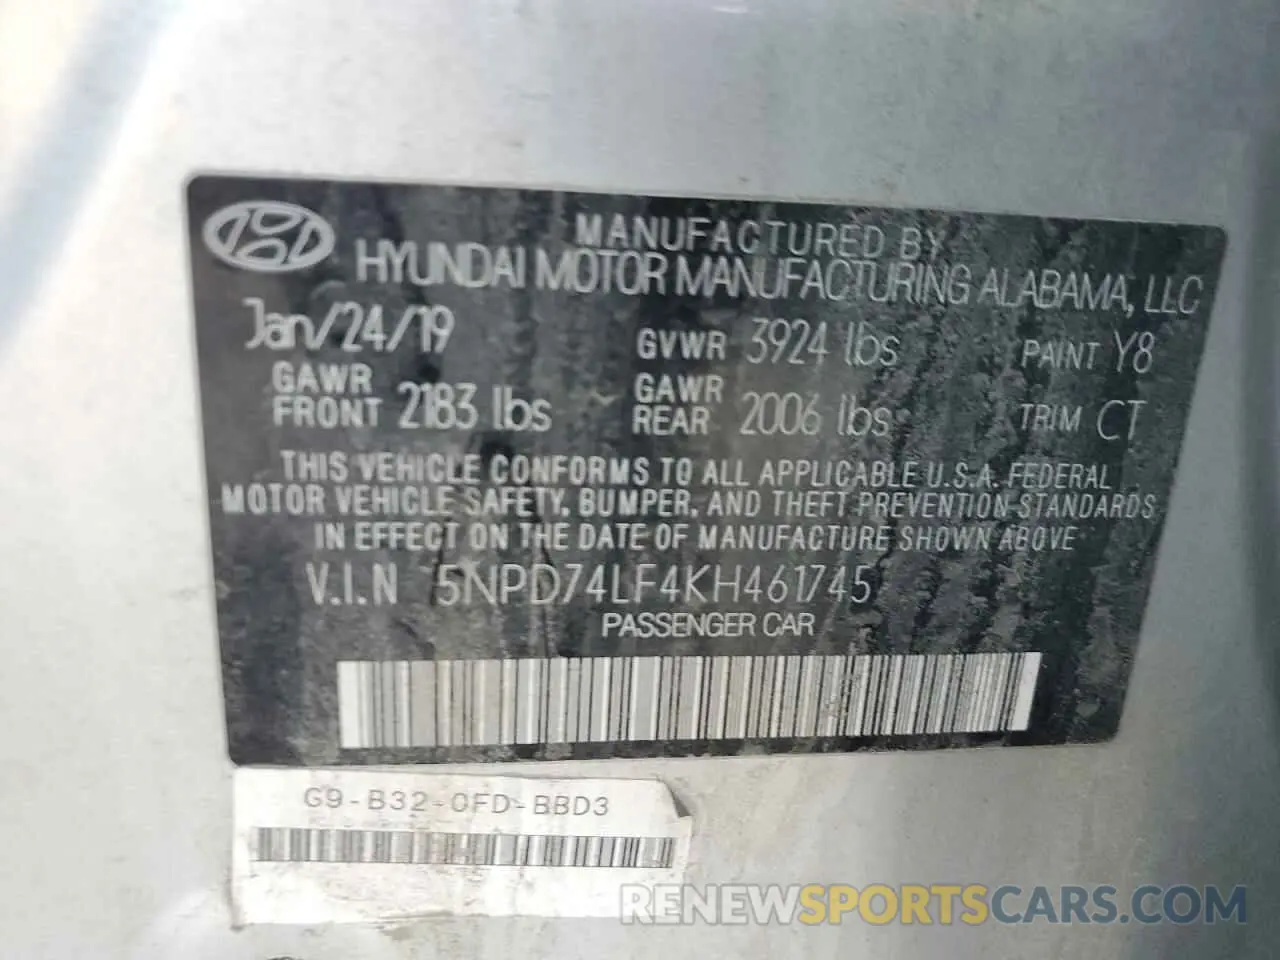 MANUFACTURED BY
HYUNDAI MOTOR MANUFACTURING ALABAMA, LLC
Jan/24/19 GVWR 3924 lbs PAINT Y8
GAWR FRONT 2183 lbs GAWR REAR 2006 lbs TRIM CT
THIS VEHICLE CONFORMS TO ALL APPLICABLE U.S.A. FEDERAL
MOTOR VEHICLE SAFETY, BUMPER, AND THEFT PREVENTION STANDARDS
IN EFFECT ON THE DATE OF MANUFACTURE SHOWN ABOVE
V.I.N 5NPD74LF4KH461745
PASSENGER CAR
G9-B32-0FD-BBD3
RENEWSPORTSCARS.COM